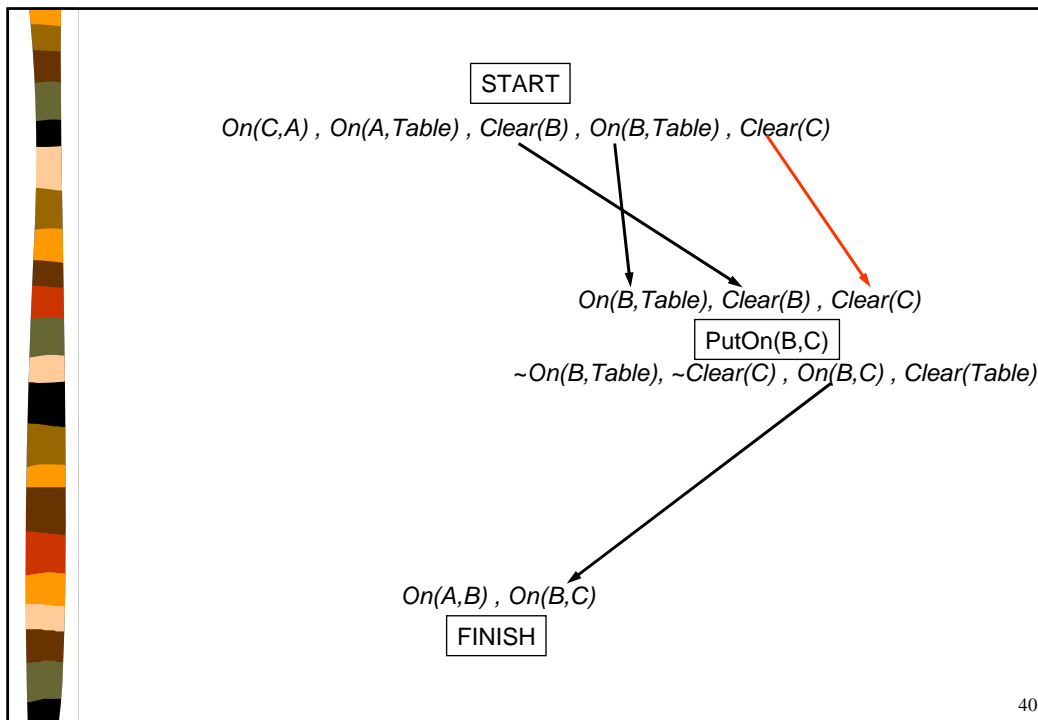 START
On(C,A) , On(A,Table) , Clear(B) , On(B,Table) , Clear(C)
On(B,Table), Clear(B) , Clear(C)
PutOn(B,C)
~On(B,Table), ~Clear(C) , On(B,C) , Clear(Table)
On(A,B) , On(B,C)
FINISH
40